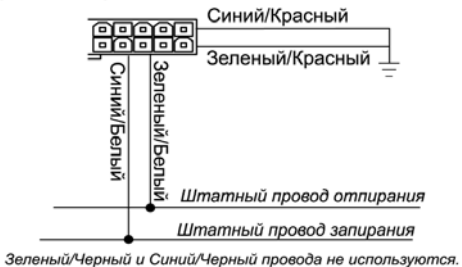 Синий/Красный
Зеленый/Красный
Синий/Белый
Зеленый/Белый
Штатный провод отпирания
Штатный провод запирания
Зеленый/Черный и Синий/Черный провода не используются.